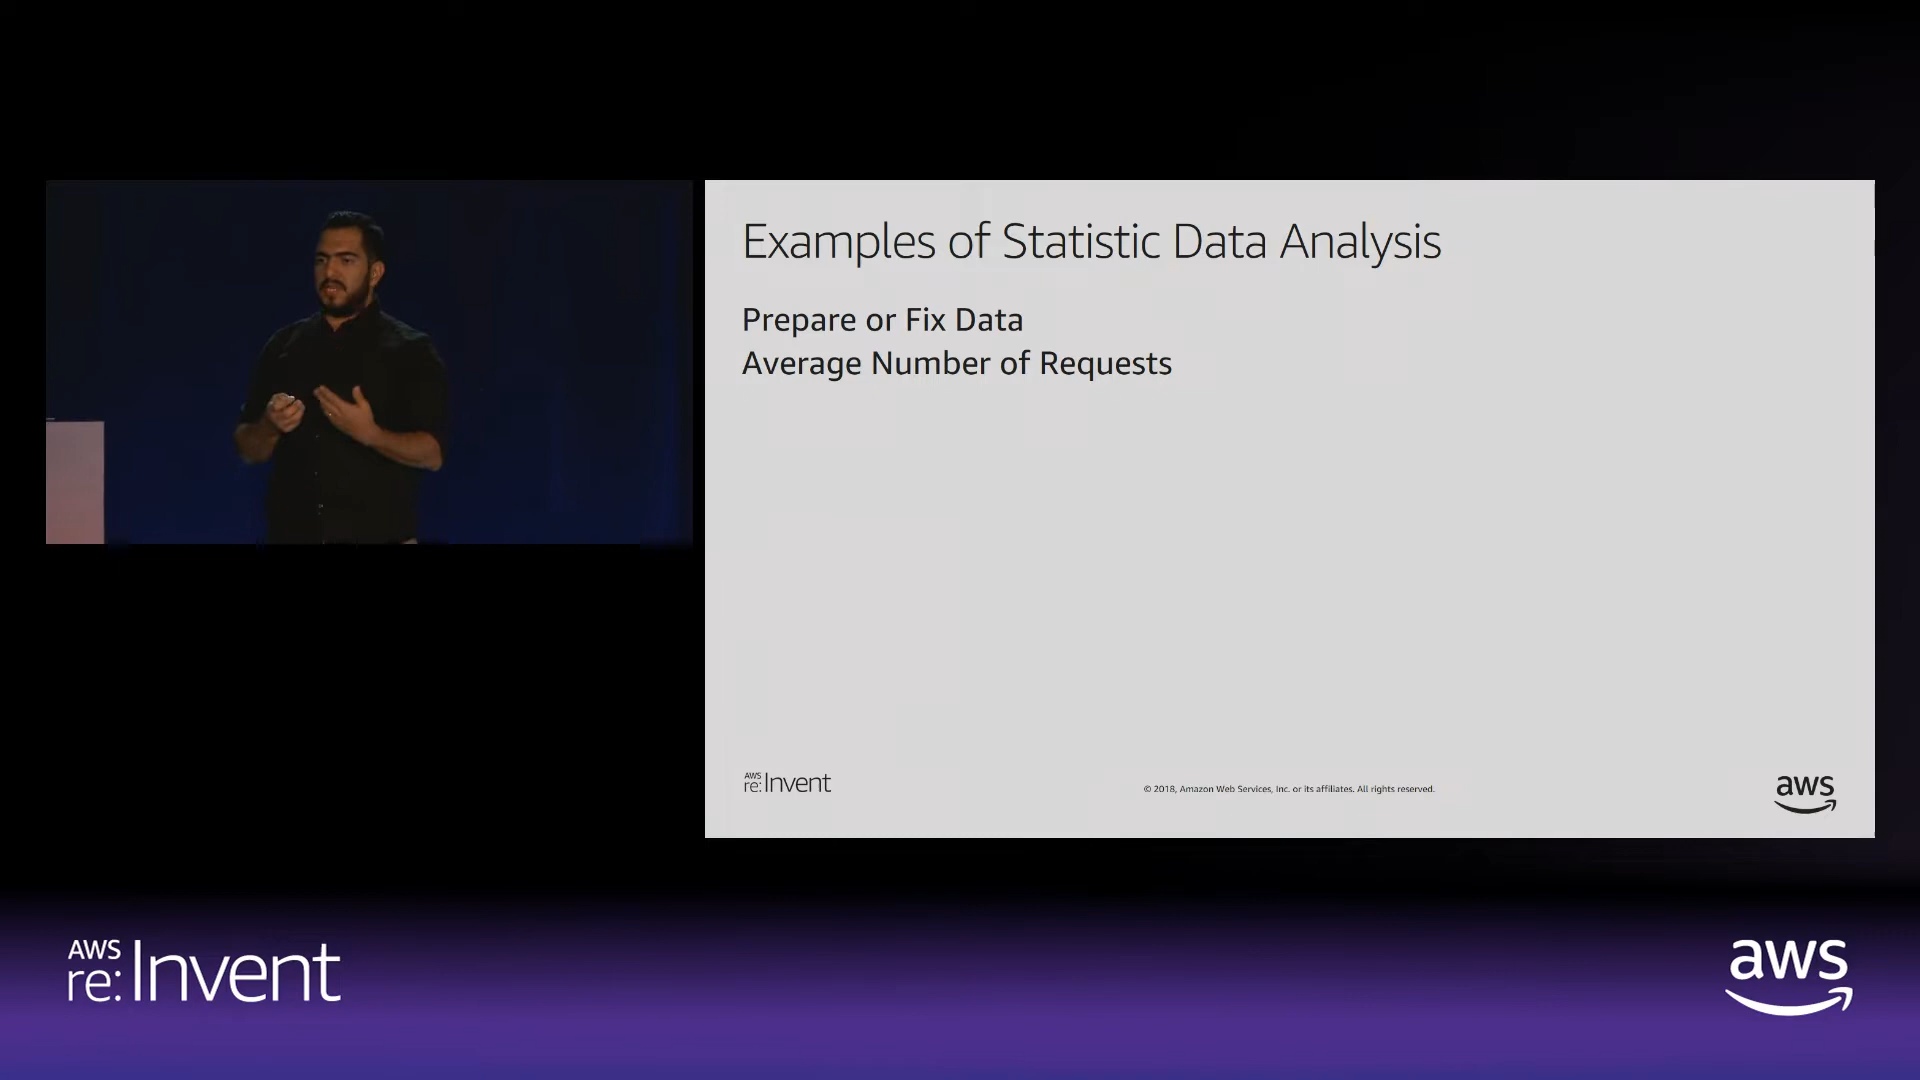 Examples of Statistic Data Analysis
Prepare or Fix Data
Average Number of Requests
AWS
re:Invent
© 2018, Amazon Web Services, Inc. or its affiliates. All rights reserved.
aws
AWS
re:Invent
aws